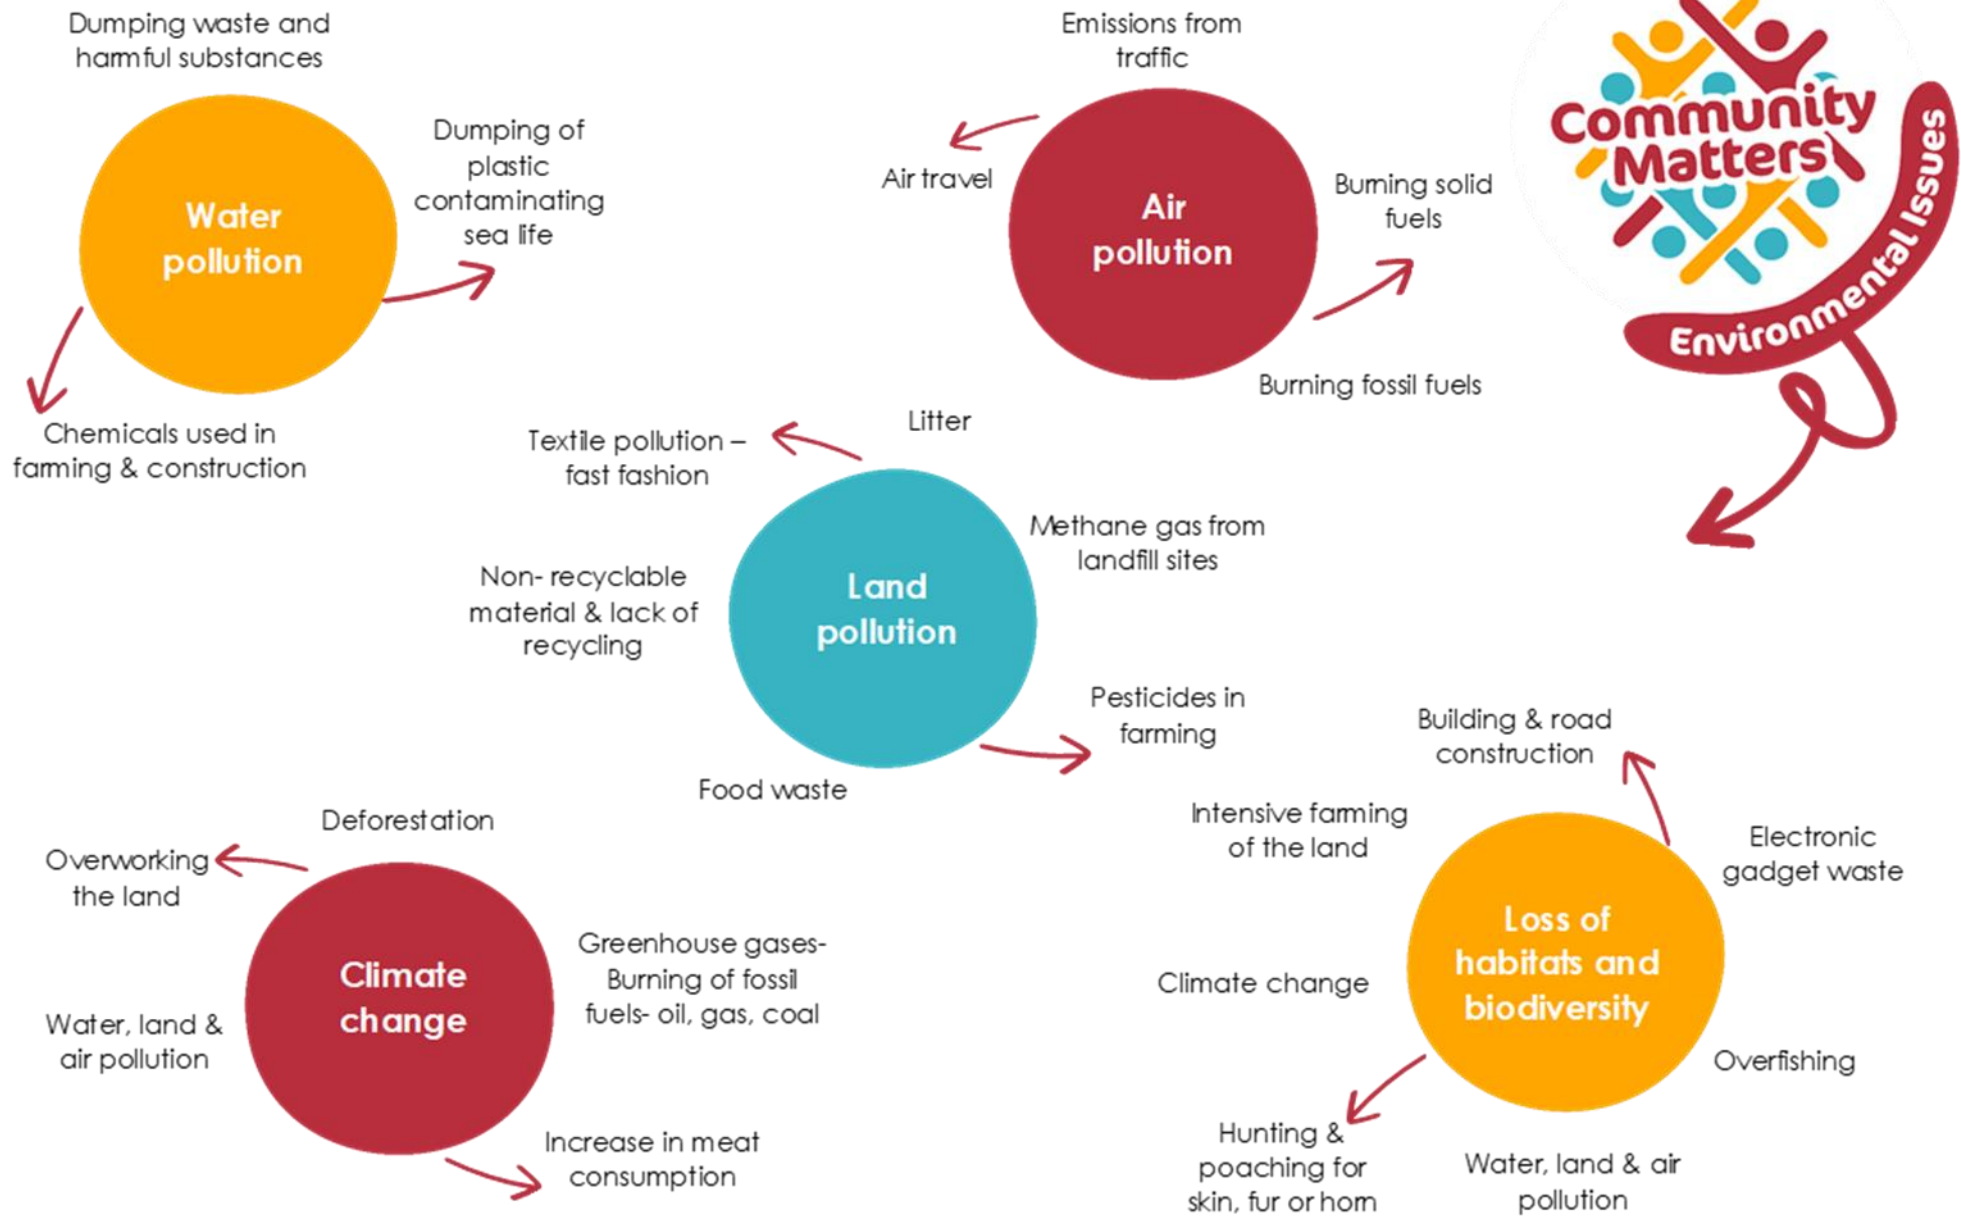 Dumping waste and
harmful substances
Water
pollution
Dumping of
plastic
contaminating
sea life
Chemicals used in
farming & construction
Emissions from
traffic
Air travel
Air
pollution
Burning solid
fuels
Burning fossil fuels
Community
Matters
Environmental Issues
Litter
Textile pollution –
fast fashion
Methane gas from
landfill sites
Non- recyclable
material & lack of
recycling
Land
pollution
Pesticides in
farming
Food waste
Deforestation
Overworking
the land
Climate
change
Greenhouse gases-
Burning of fossil
fuels- oil, gas, coal
Water, land &
air pollution
Increase in meat
consumption
Building & road
construction
Intensive farming
of the land
Electronic
gadget waste
Loss of
habitats and
biodiversity
Climate change
Overfishing
Hunting &
poaching for
skin, fur or horn
Water, land & air
pollution